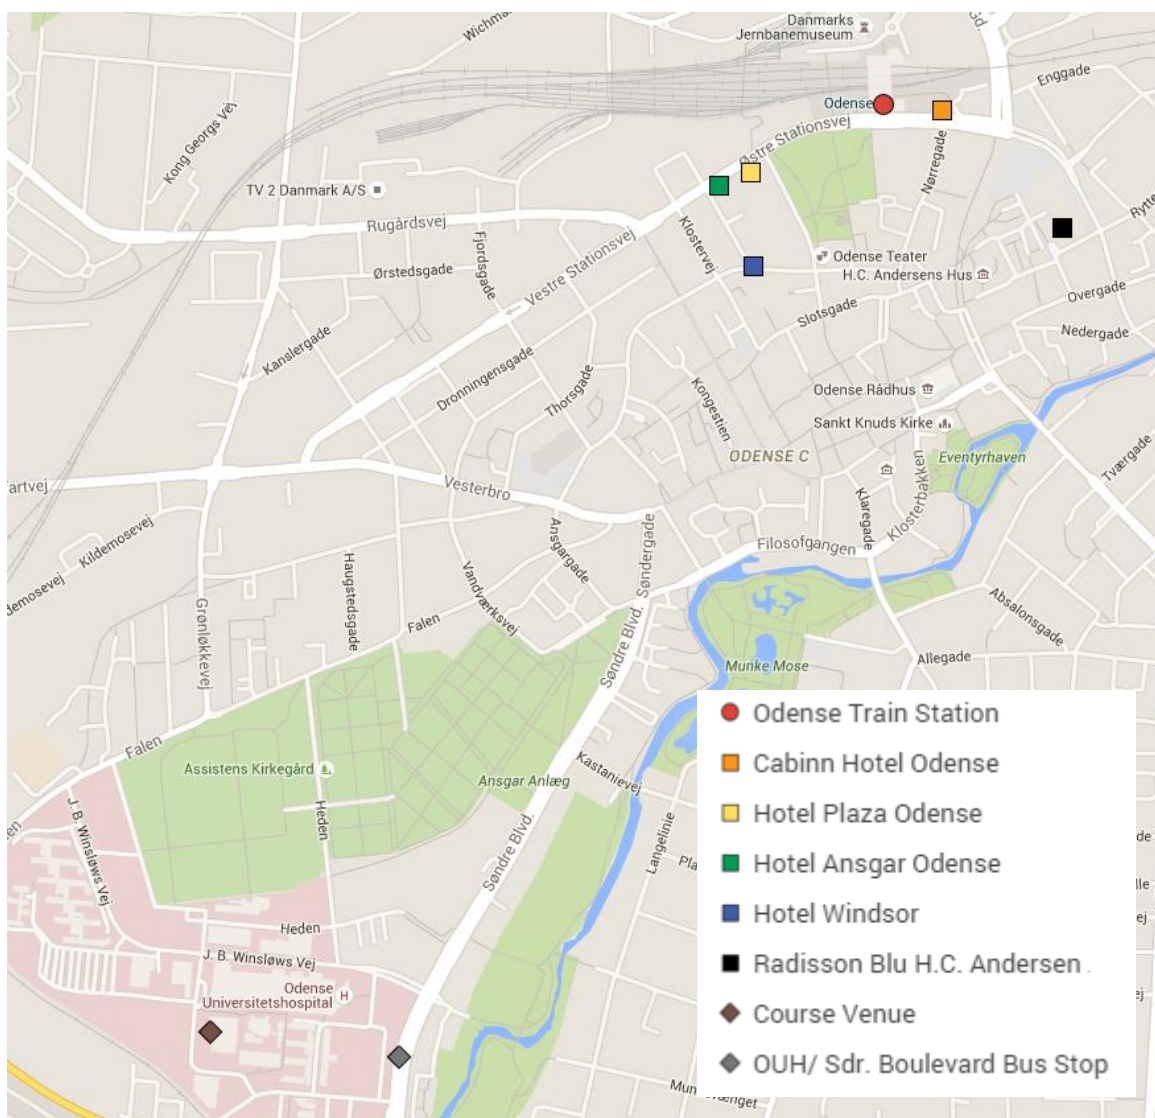 Danmarks
Jernbanemuseum
Gd.
Enggade
Odense
Østre Stationsvej
Nørregade
Kong Georgs Vej
TV 2 Danmark A/S
Rugårdsvej
Fjordsgade
Ørstedsgade
Vestre Stationsvej
Klostervej
Odense Teater
H.C. Andersens Hus
Overgade
Slotsgade
Nedergade
Kanslergade
Dronningensgade
Thorsgade
Kongestien
Odense Rådhus
Sankt Knuds Kirke
ODENSE C
Eventyrhaven
Tværgade
Vesterbro
Klosterbakken
Klaregade
Kildemosevej
Ansgargade
Søndergade
Filosofgangen
Haugstedsgade
Vandværksvej
Grønløkkevej
Falen
Absalonsgade
Allegade
Munke Mose
Søndre Blvd.
Falen
Assistens Kirkegård
Ansgar Anlæg
Kastanievej
Heden
J. B. Winsløws Vej
Søndre Blvd.
Langelinie
Heden
J. B. Winsløws Vej
Odense
Universitetshospital
H
Odense Train Station
Cabinn Hotel Odense
Hotel Plaza Odense
Hotel Ansgar Odense
Hotel Windsor
Radisson Blu H.C. Andersen
Course Venue
OUH/ Sdr. Boulevard Bus Stop